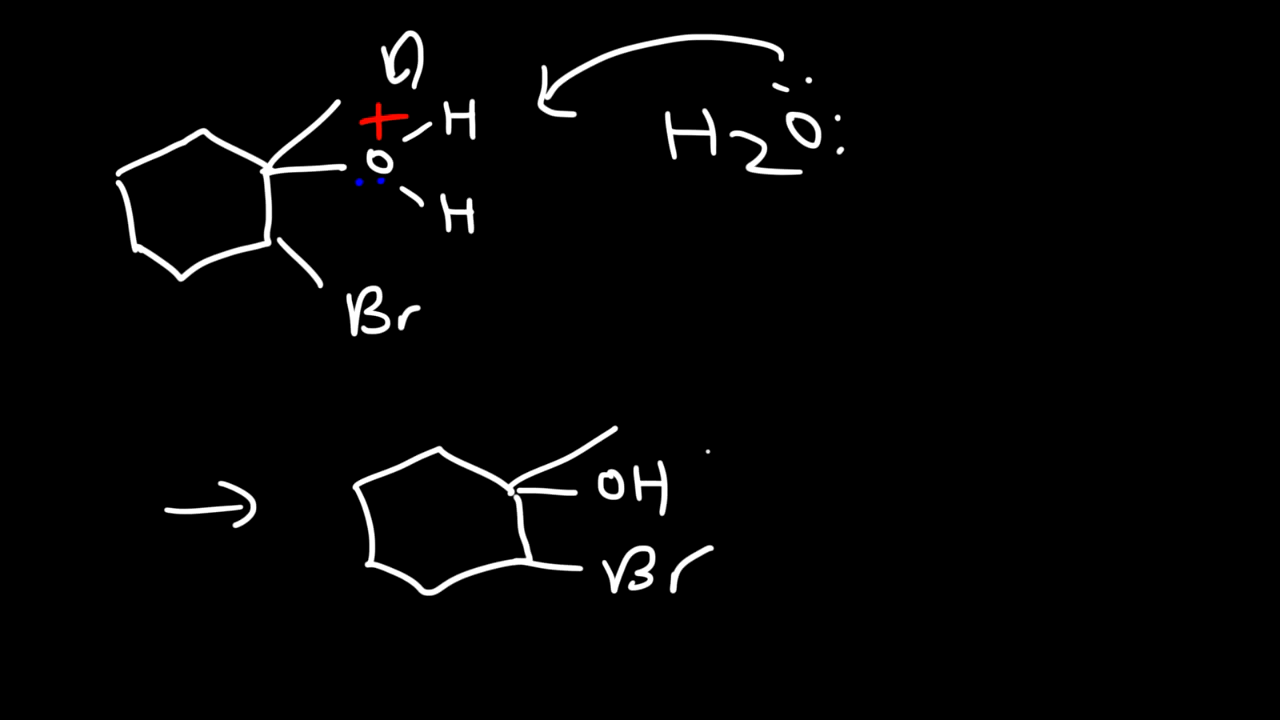 + H
O
H₂O:
H
Br
→ OH
Br